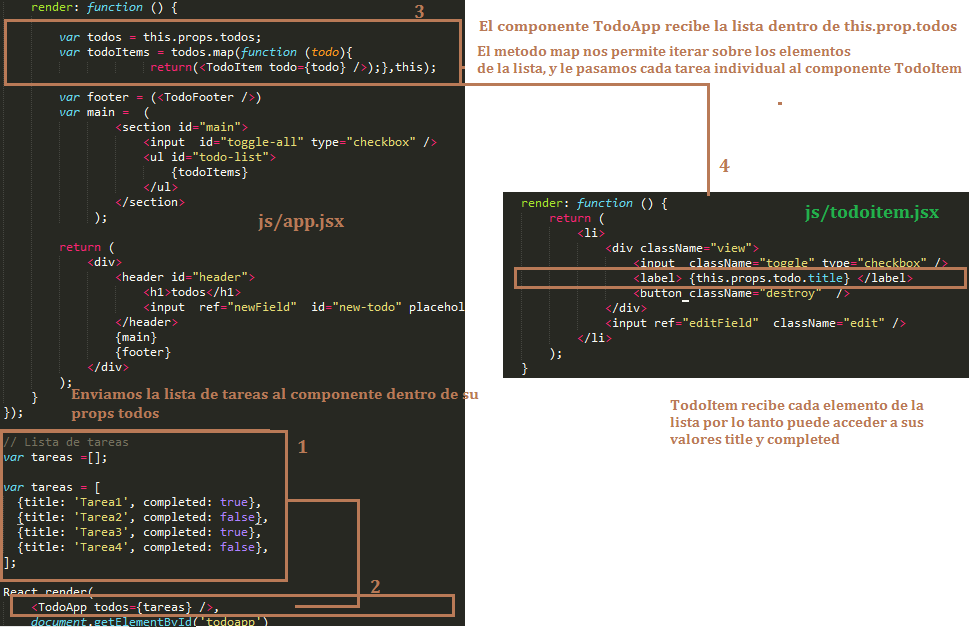 render: function () {
3
var todos = this.props.todos;
var todoItems = todos.map(function (todo){
return(<TodoItem todo={todo} />);},this);
El componente TodoApp recibe la lista dentro de this.prop.todos
El metodo map nos permite iterar sobre los elementos
de la lista, y le pasamos cada tarea individual al componente TodoItem
var footer = (<TodoFooter />)
var main =  (
<section id="main">
<input  id="toggle-all" type="checkbox" />
<ul id="todo-list">
{todoItems}
</ul>
</section>
);
js/app.jsx
return (
<div>
<header id="header">
<h1>todos</h1>
<input  ref="newField"  id="new-todo" placehol
</header>
{main}
{footer}
</div>
);
}
});
Enviamos la lista de tareas al componente dentro de su
props todos
// Lista de tareas
var tareas =[];
1
var tareas = [
{title: 'Tarea1', completed: true},
{title: 'Tarea2', completed: false},
{title: 'Tarea3', completed: true},
{title: 'Tarea4', completed: false},
];
2
React.render(
<TodoApp todos={tareas} />,
document.getElementById('todoapp')
4
render: function () {
js/todoitem.jsx
return (
<li>
<div className="view">
<input  className="toggle" type="checkbox" />
<label> {this.props.todo.title} </label>
<button className="destroy"  />
</div>
<input ref="editField"  className="edit" />
</li>
);
}
TodoItem recibe cada elemento de la
lista por lo tanto puede acceder a sus
valores title y completed